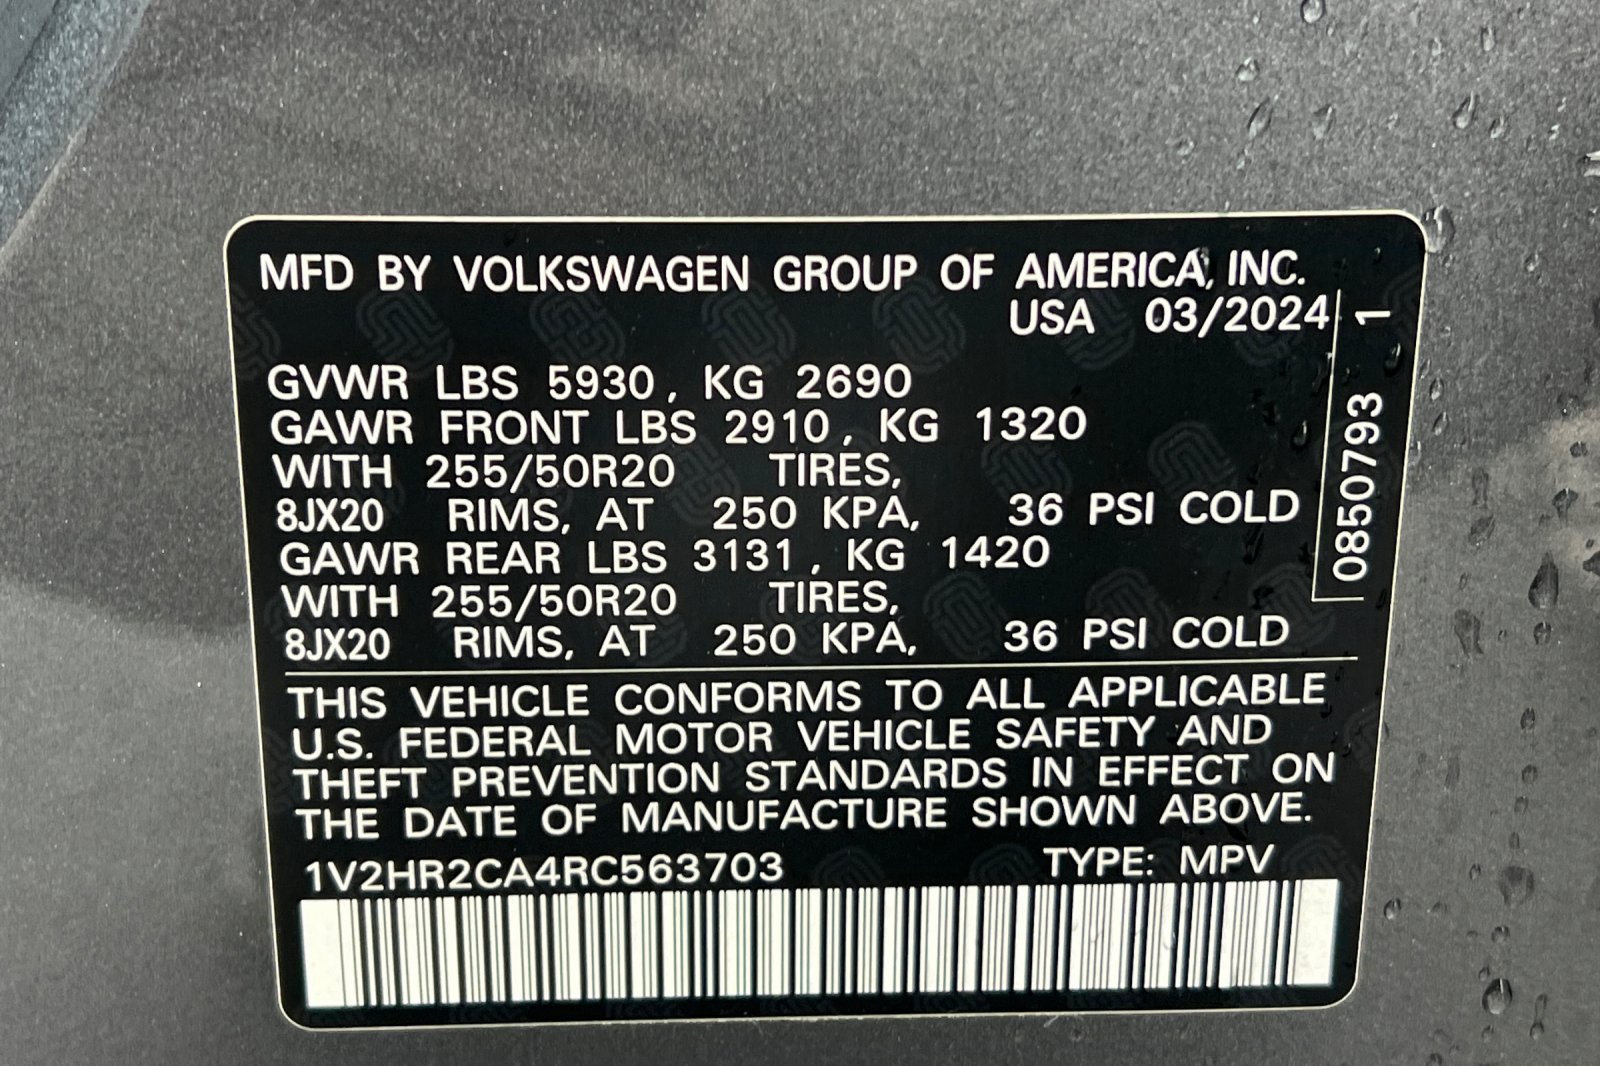 MFD BY VOLKSWAGEN GROUP OF AMERICA, INC.
USA 03/2024
GVWR LBS 5930, KG 2690
GAWR FRONT LBS 2910, KG 1320
WITH 255/50R20 TIRES,
8JX20 RIMS, AT 250 KPA, 36 PSI COLD
GAWR REAR LBS 3131, KG 1420
WITH 255/50R20 TIRES,
8JX20 RIMS, AT 250 KPA, 36 PSI COLD
THIS VEHICLE CONFORMS TO ALL APPLICABLE
U.S. FEDERAL MOTOR VEHICLE SAFETY AND
THEFT PREVENTION STANDARDS IN EFFECT ON
THE DATE OF MANUFACTURE SHOWN ABOVE.
1V2HR2CA4RC563703 TYPE: MPV
08507931